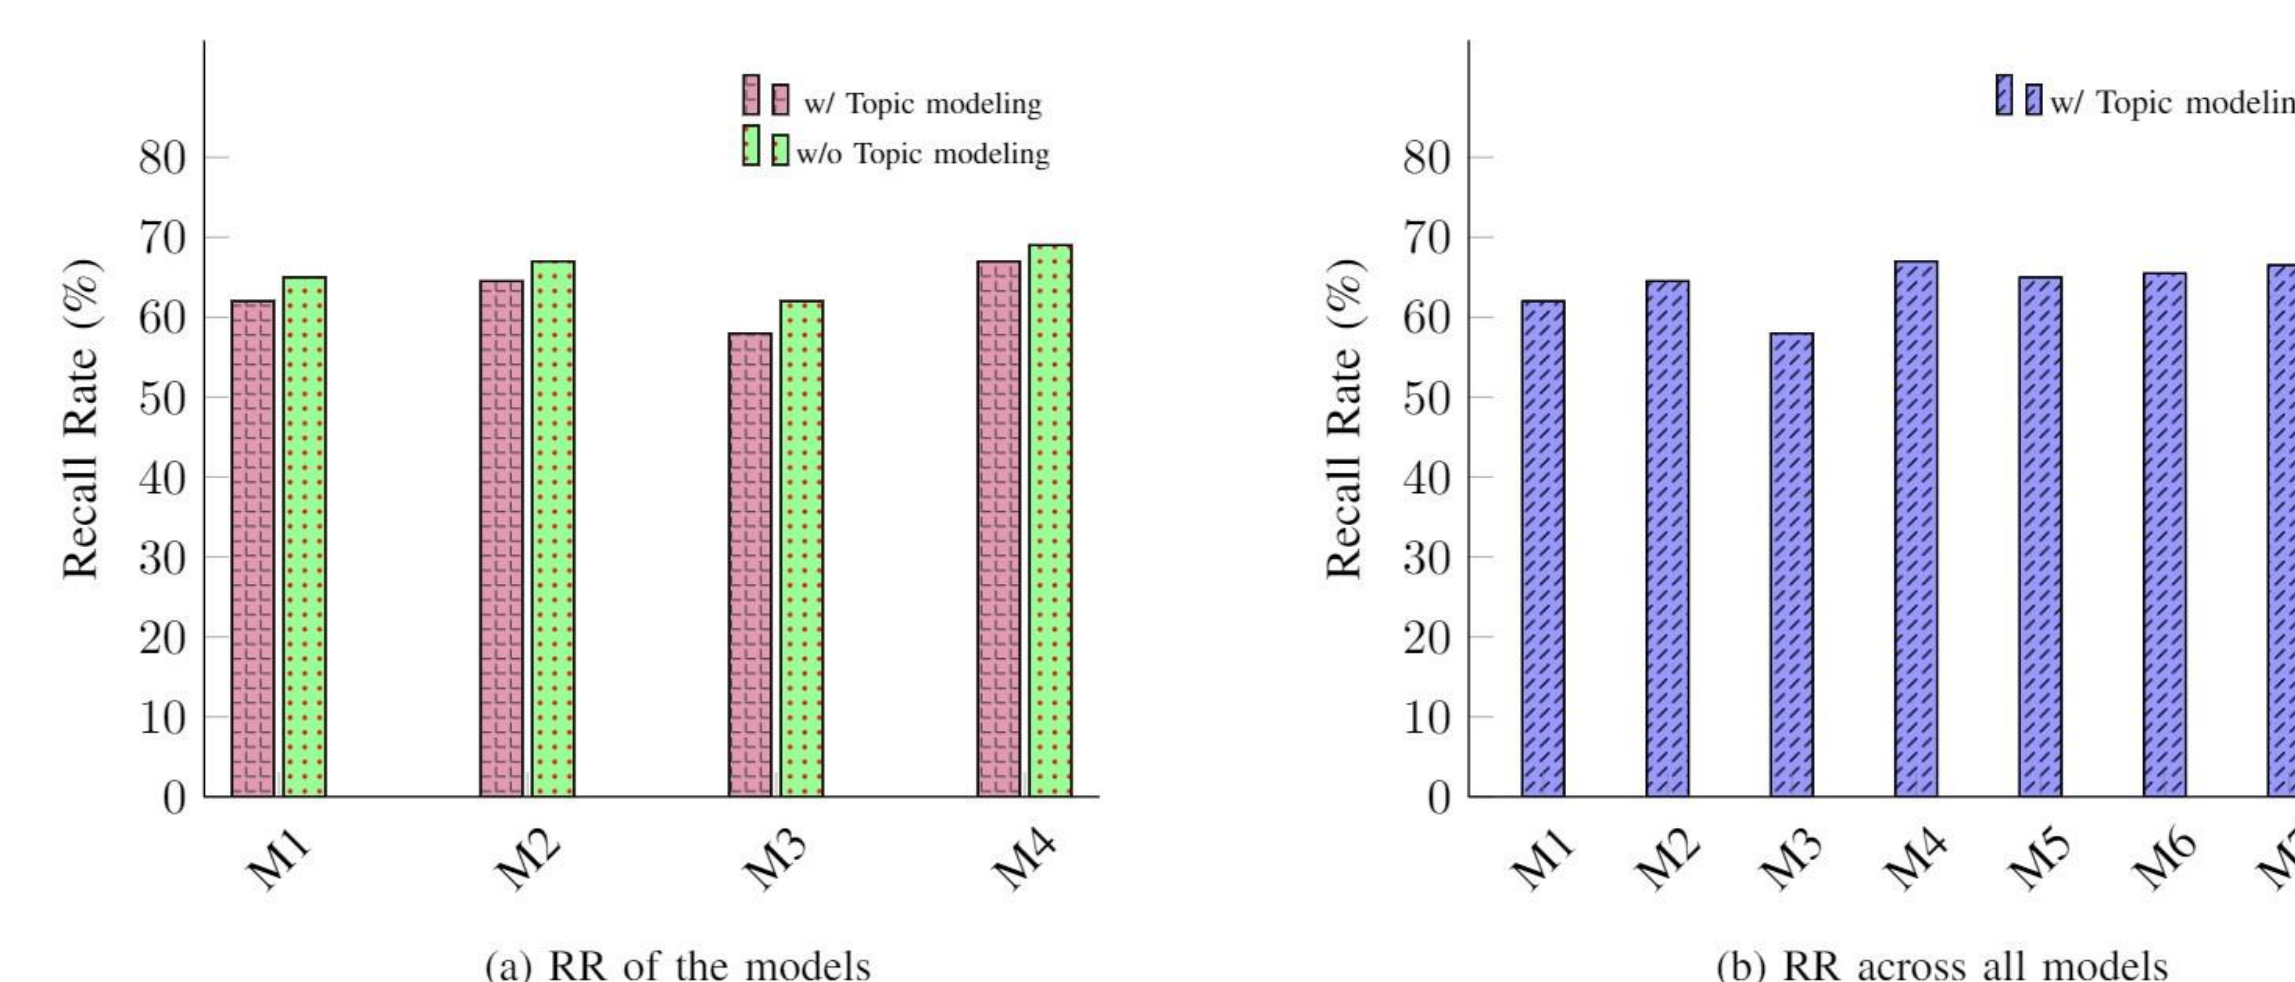 w/ Topic modeling
w/o Topic modeling
80
70
60
50
40
30
20
10
0
Recall Rate (%)
M1
M2
M3
M4
(a) RR of the models
w/ Topic modelin
80
70
60
50
40
30
20
10
0
Recall Rate (%)
M1
M2
M3
M4
M5
M6
(b) RR across all models